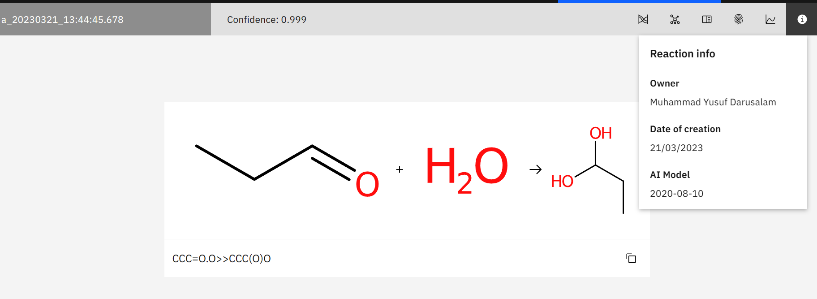 a_20230321_13:44:45.678
Confidence: 0.999
Reaction info
Owner
Muhammad Yusuf Darusalam
Date of creation
21/03/2023
AI Model
2020-08-10
O
+
H₂O
→
OH
HO
CCC=O.O>>CCC(O)O